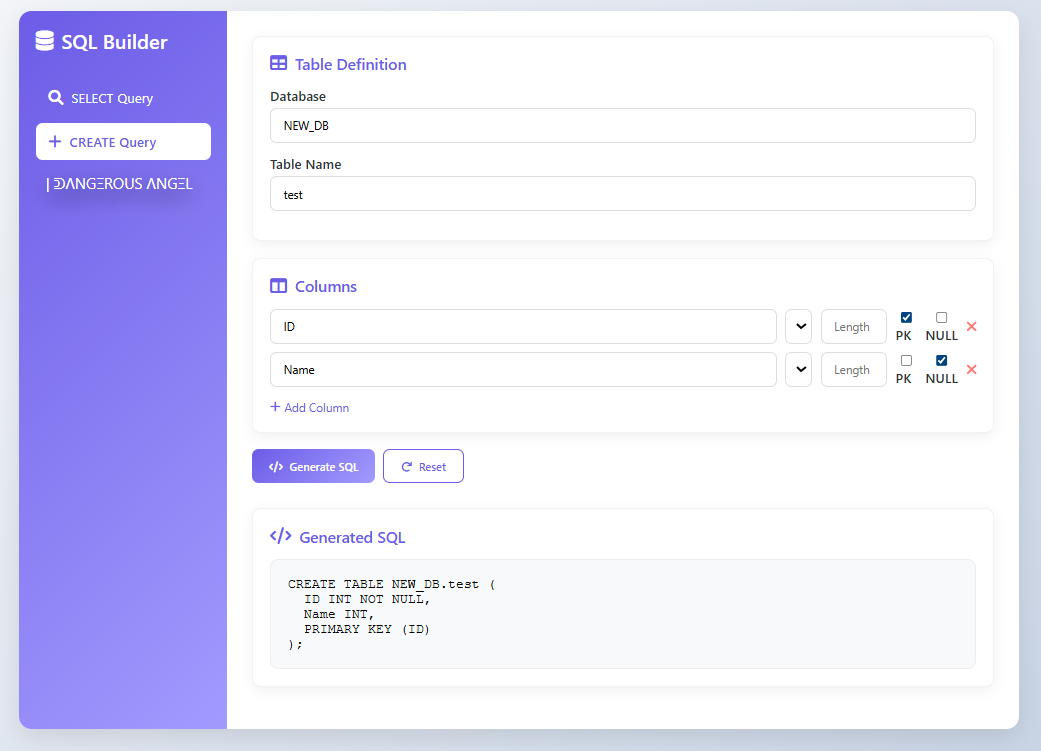 SQL Builder
SELECT Query
CREATE Query
| DANGEROUS ANGEL
Table Definition
Database
NEW_DB
Table Name
test
Columns
ID
Length
PK
NULL
Name
Length
PK
NULL
+ Add Column
</> Generate SQL
Reset
</> Generated SQL
CREATE TABLE NEW_DB.test (
  ID INT NOT NULL,
  Name INT,
  PRIMARY KEY (ID)
);